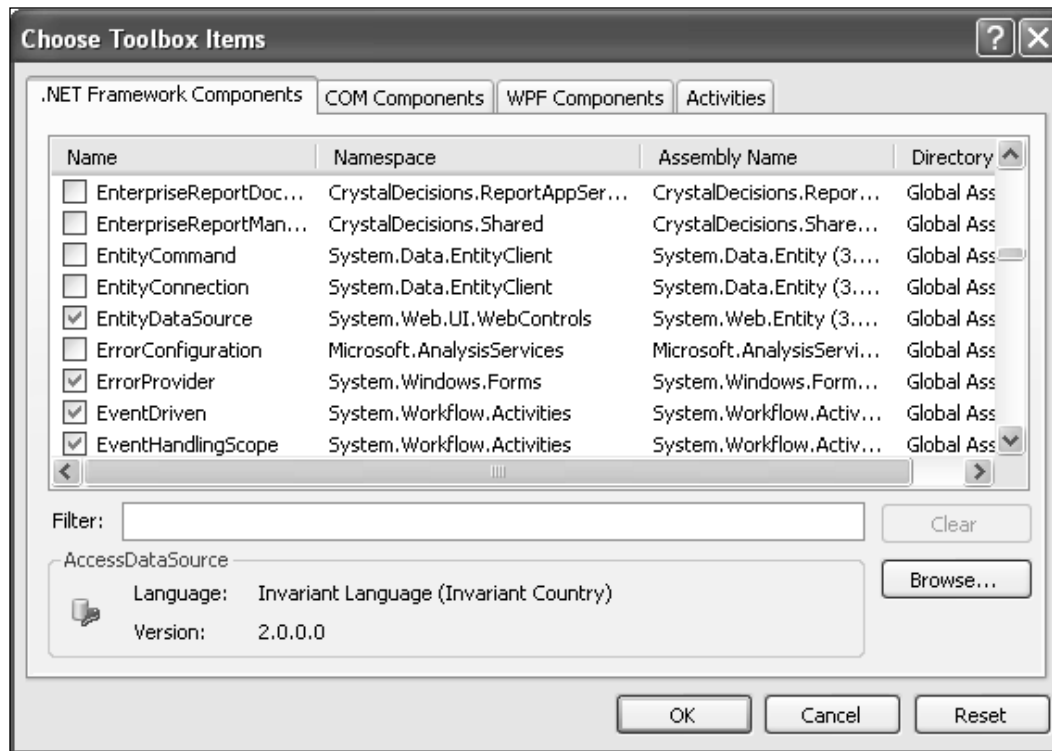 Choose Toolbox Items
.NET Framework Components COM Components WPF Components Activities
Name Namespace Assembly Name Directory
EnterpriseReportDoc... CrystalDecisions.ReportAppSer... CrystalDecisions.Repor... Global Ass
EnterpriseReportMan... CrystalDecisions.Shared CrystalDecisions.Share... Global Ass
EntityCommand System.Data.EntityClient System.Data.Entity (3.... Global Ass
EntityConnection System.Data.EntityClient System.Data.Entity (3.... Global Ass
EntityDataSource System.Web.UI.WebControls System.Web.Entity (3.... Global Ass
ErrorConfiguration Microsoft.AnalysisServices Microsoft.AnalysisServi... Global Ass
ErrorProvider System.Windows.Forms System.Windows.Form... Global Ass
EventDriven System.Workflow.Activities System.Workflow.Activ... Global Ass
EventHandlingScope System.Workflow.Activities System.Workflow.Activ... Global Ass
Filter: Clear
AccessDataSource
Browse...
Language: Invariant Language (Invariant Country)
Version: 2.0.0.0
OK Cancel Reset